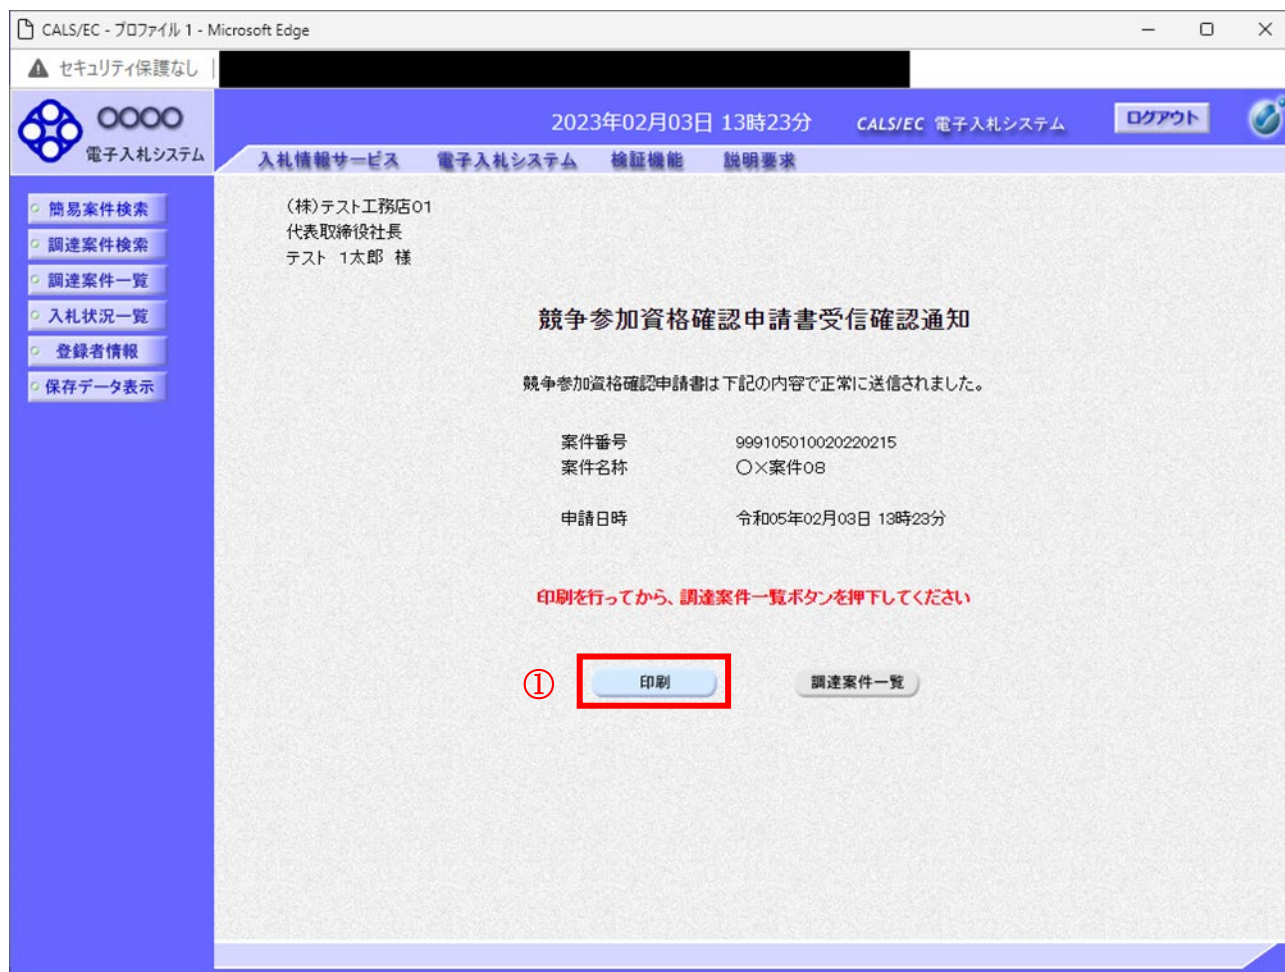 CALS/EC - プロファイル 1 - Microsoft Edge
セキュリティ保護なし
○○○○
電子入札システム
2023年02月03日 13時23分
CALS/EC 電子入札システム
ログアウト
入札情報サービス 電子入札システム 検証機能 説明要求
簡易案件検索
調達案件検索
調達案件一覧
入札状況一覧
登録者情報
保存データ表示
(株)テスト工務店01
代表取締役社長
テスト 1太郎 様
競争参加資格確認申請書受信確認通知
競争参加資格確認申請書は下記の内容で正常に送信されました。
案件番号 999105010020220215
案件名称 ○×案件08
申請日時 令和05年02月03日 13時23分
印刷を行ってから、調達案件一覧ボタンを押下してください
① 印刷 調達案件一覧